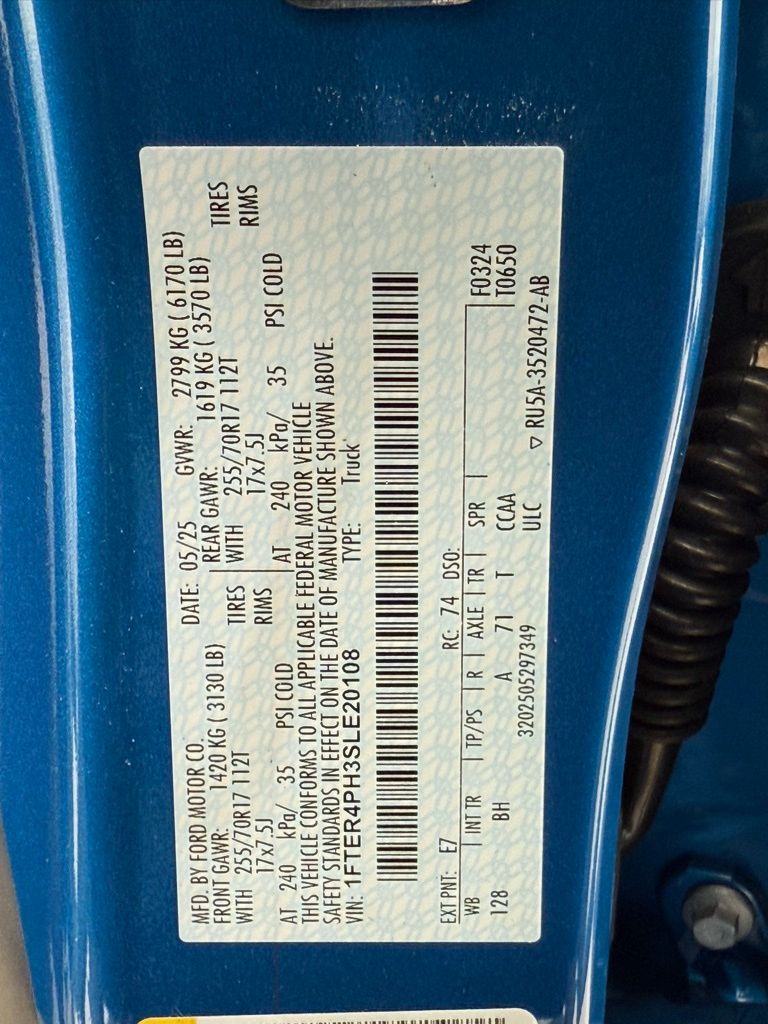 MFD. BY FORD MOTOR CO. DATE: 05/25 GVWR: 2799 KG ( 6170 LB)
FRONT GAWR: 1420 KG ( 3130 LB) REAR GAWR: 1619 KG ( 3570 LB)
WITH 255/70R17 112T TIRES WITH 255/70R17 112T TIRES
17x7.5J RIMS 17x7.5J RIMS
AT 240 kPa/ 35 PSI COLD AT 240 kPa/ 35 PSI COLD
THIS VEHICLE CONFORMS TO ALL APPLICABLE FEDERAL MOTOR VEHICLE
SAFETY STANDARDS IN EFFECT ON THE DATE OF MANUFACTURE SHOWN ABOVE.
VIN: 1FTER4PH3SLE20108 TYPE: Truck
EXT PNT: E7 RC: 74 DSO:
WB INT TR TP/PS R AXLE TR SPR F0324
128 BH A 71 T CCAA T0650
3202505297349 ULC
▽ RU5A-3520472-AB